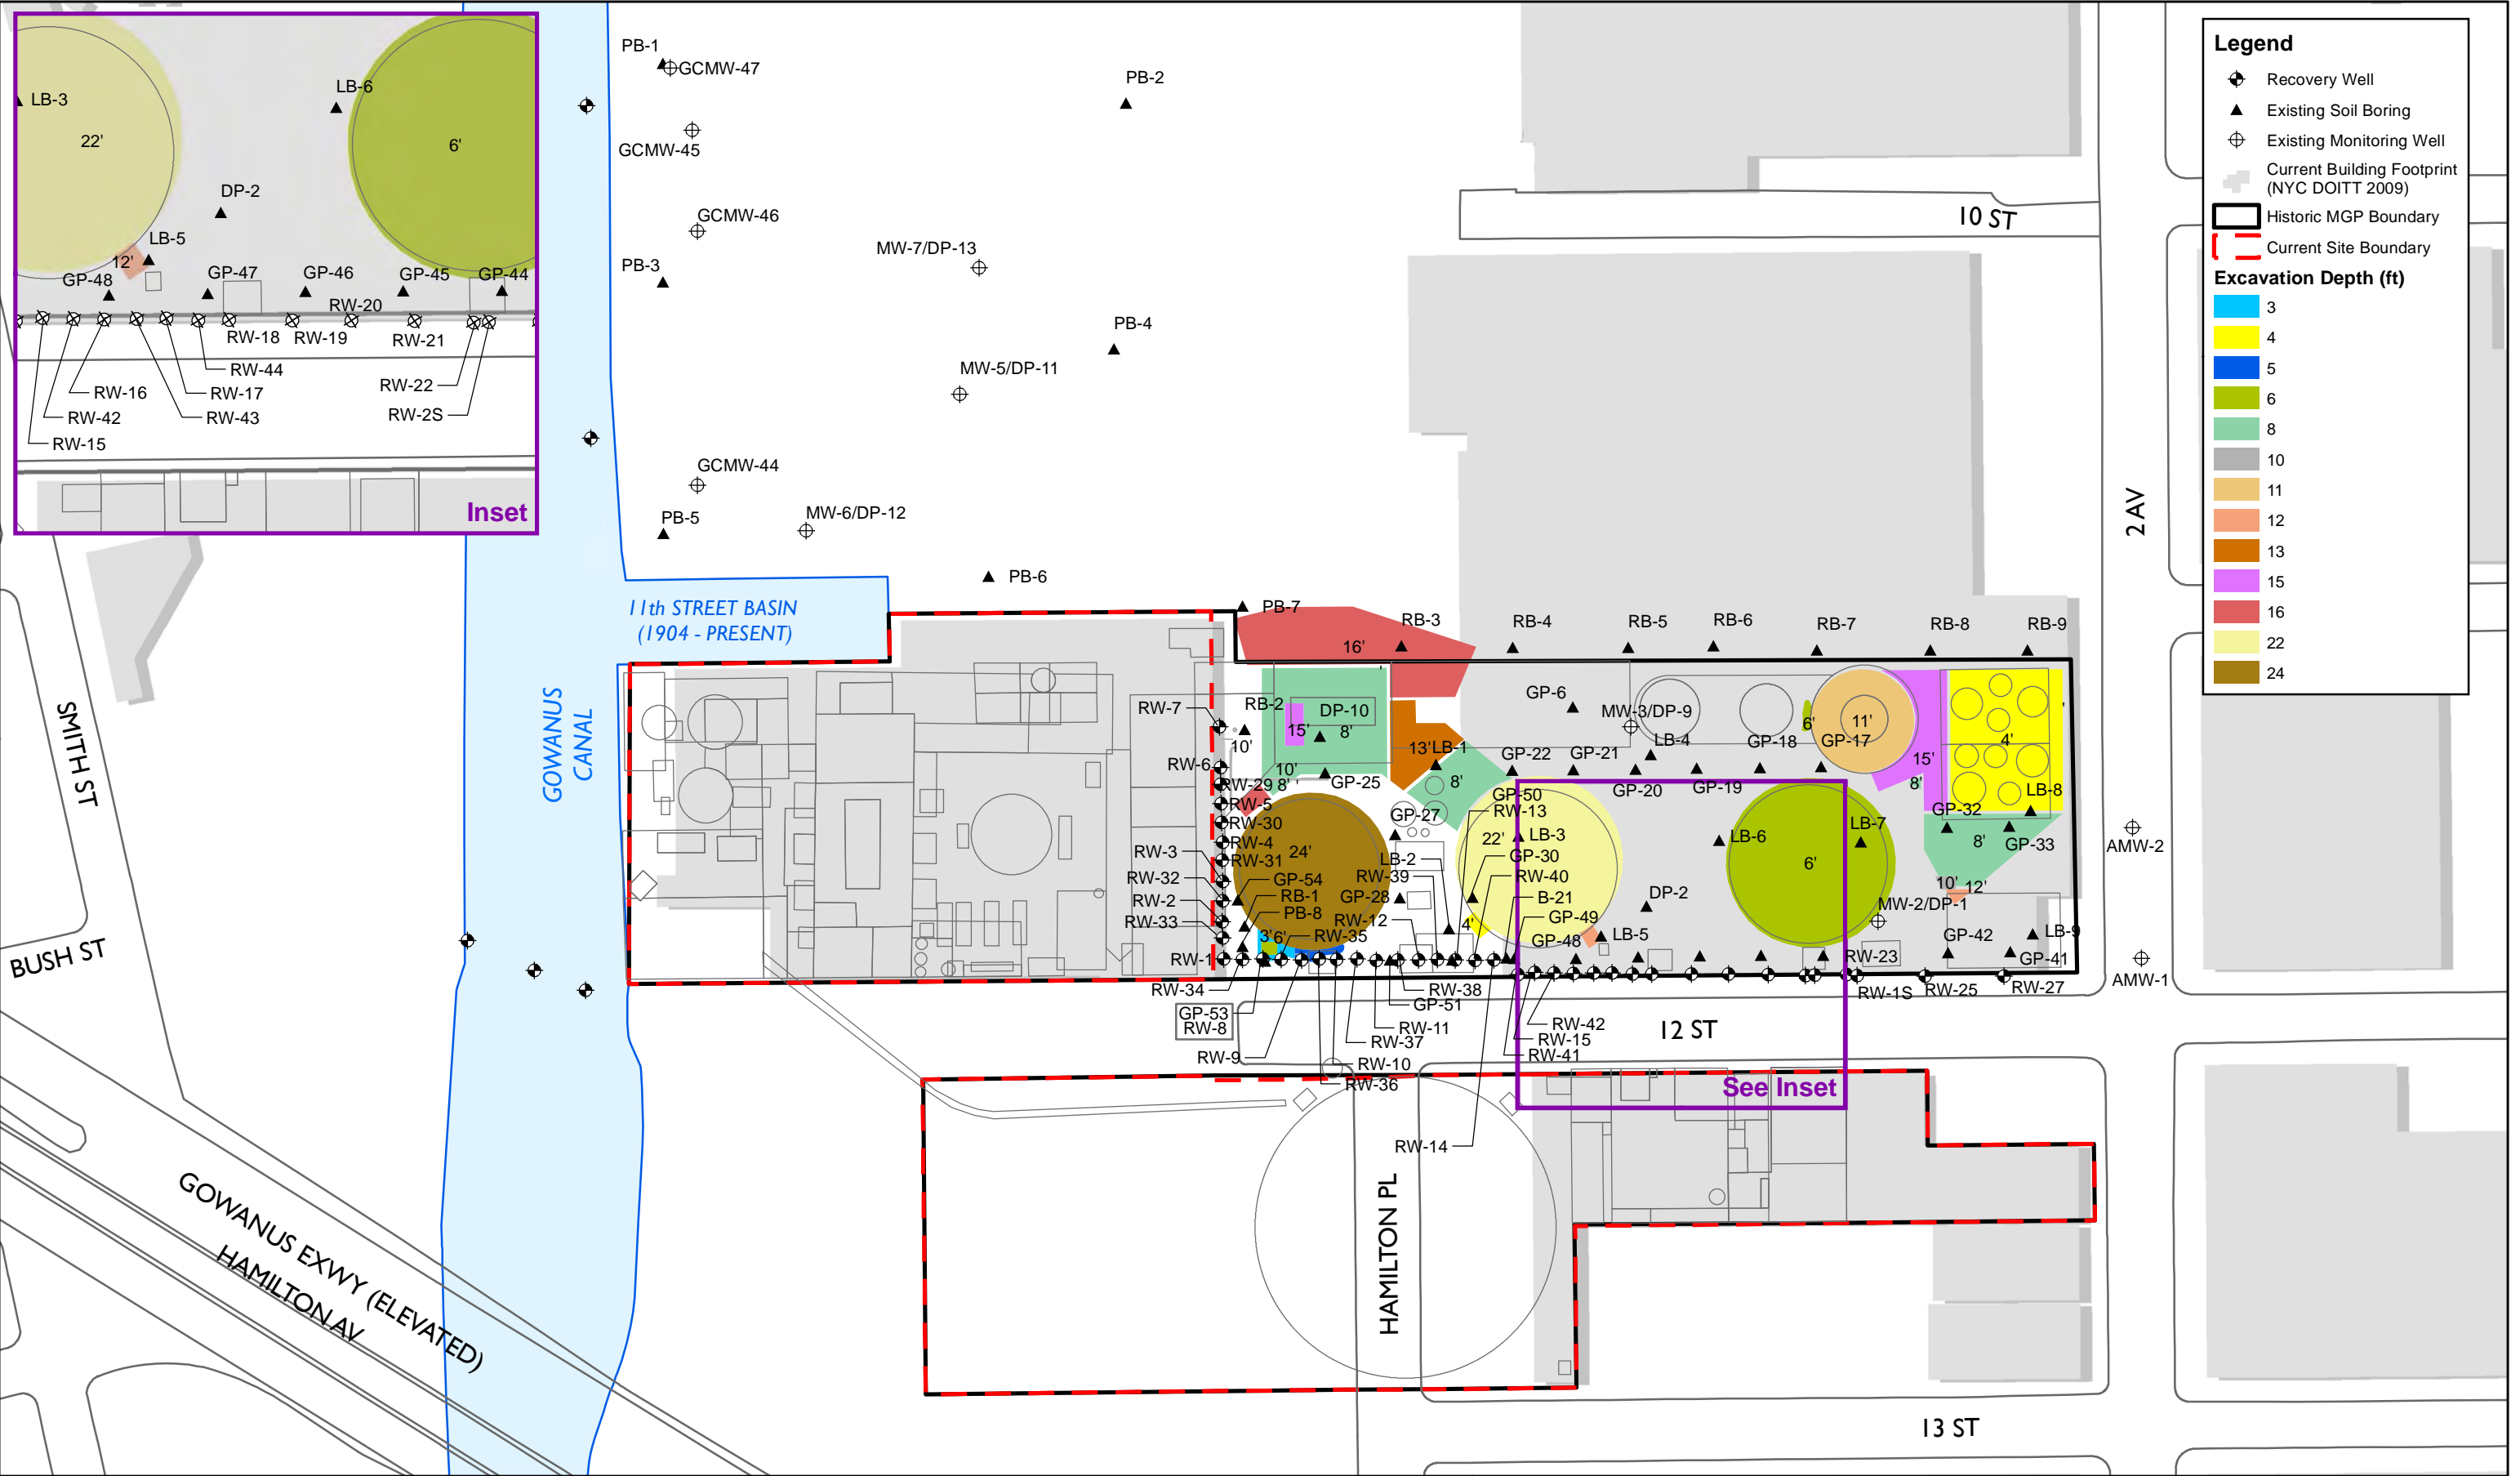 LB-3
22'
LB-6
6'
DP-2
LB-5
12'
GP-48
GP-47
GP-46
GP-45
GP-44
RW-20
RW-18
RW-19
RW-21
RW-44
RW-22
RW-16
RW-17
RW-2S
RW-42
RW-43
RW-15
Inset
PB-1
GCMW-47
PB-2
GCMW-45
GCMW-46
MW-7/DP-13
PB-3
PB-4
MW-5/DP-11
GCMW-44
MW-6/DP-12
PB-5
PB-6
10 ST
2 AV
Legend
Recovery Well
Existing Soil Boring
Existing Monitoring Well
Current Building Footprint
(NYC DOITT 2009)
Historic MGP Boundary
Current Site Boundary
Excavation Depth (ft)
3
4
5
6
8
10
11
12
13
15
16
22
24
11th STREET BASIN
(1904 - PRESENT)
GOWANUS
CANAL
SMITH ST
BUSH ST
GOWANUS EXWY (ELEVATED)
HAMILTON AV
PB-7
16'
RB-3
RB-4
RB-5
RB-6
RB-7
RB-8
RB-9
RW-7
RB-2
10'
15'
DP-10
8'
GP-6
MW-3/DP-9
6'
11'
4'
13'
LB-1
GP-22
GP-21
LB-4
GP-18
GP-17
15'
RW-6
10'
RW-29
8'
GP-25
8'
GP-20
GP-19
8'
LB-8
RW-5
GP-50
RW-13
GP-32
RW-30
GP-27
22'
LB-3
LB-6
LB-7
RW-4
8'
GP-33
AMW-2
RW-3
RW-31
24'
LB-2
GP-30
6'
RW-32
GP-54
RW-39
RW-40
10'
12'
RW-2
RB-1
GP-28
B-21
DP-2
MW-2/DP-1
RW-33
PB-8
RW-12
4'
GP-49
3'
6'
RW-35
GP-48
LB-5
GP-42
LB-9
RW-1
RW-23
GP-41
RW-34
RW-38
RW-1S
RW-25
RW-27
AMW-1
GP-53
RW-8
GP-51
RW-11
RW-42
12 ST
RW-37
RW-15
RW-9
RW-10
RW-41
RW-36
See Inset
RW-14
HAMILTON PL
13 ST